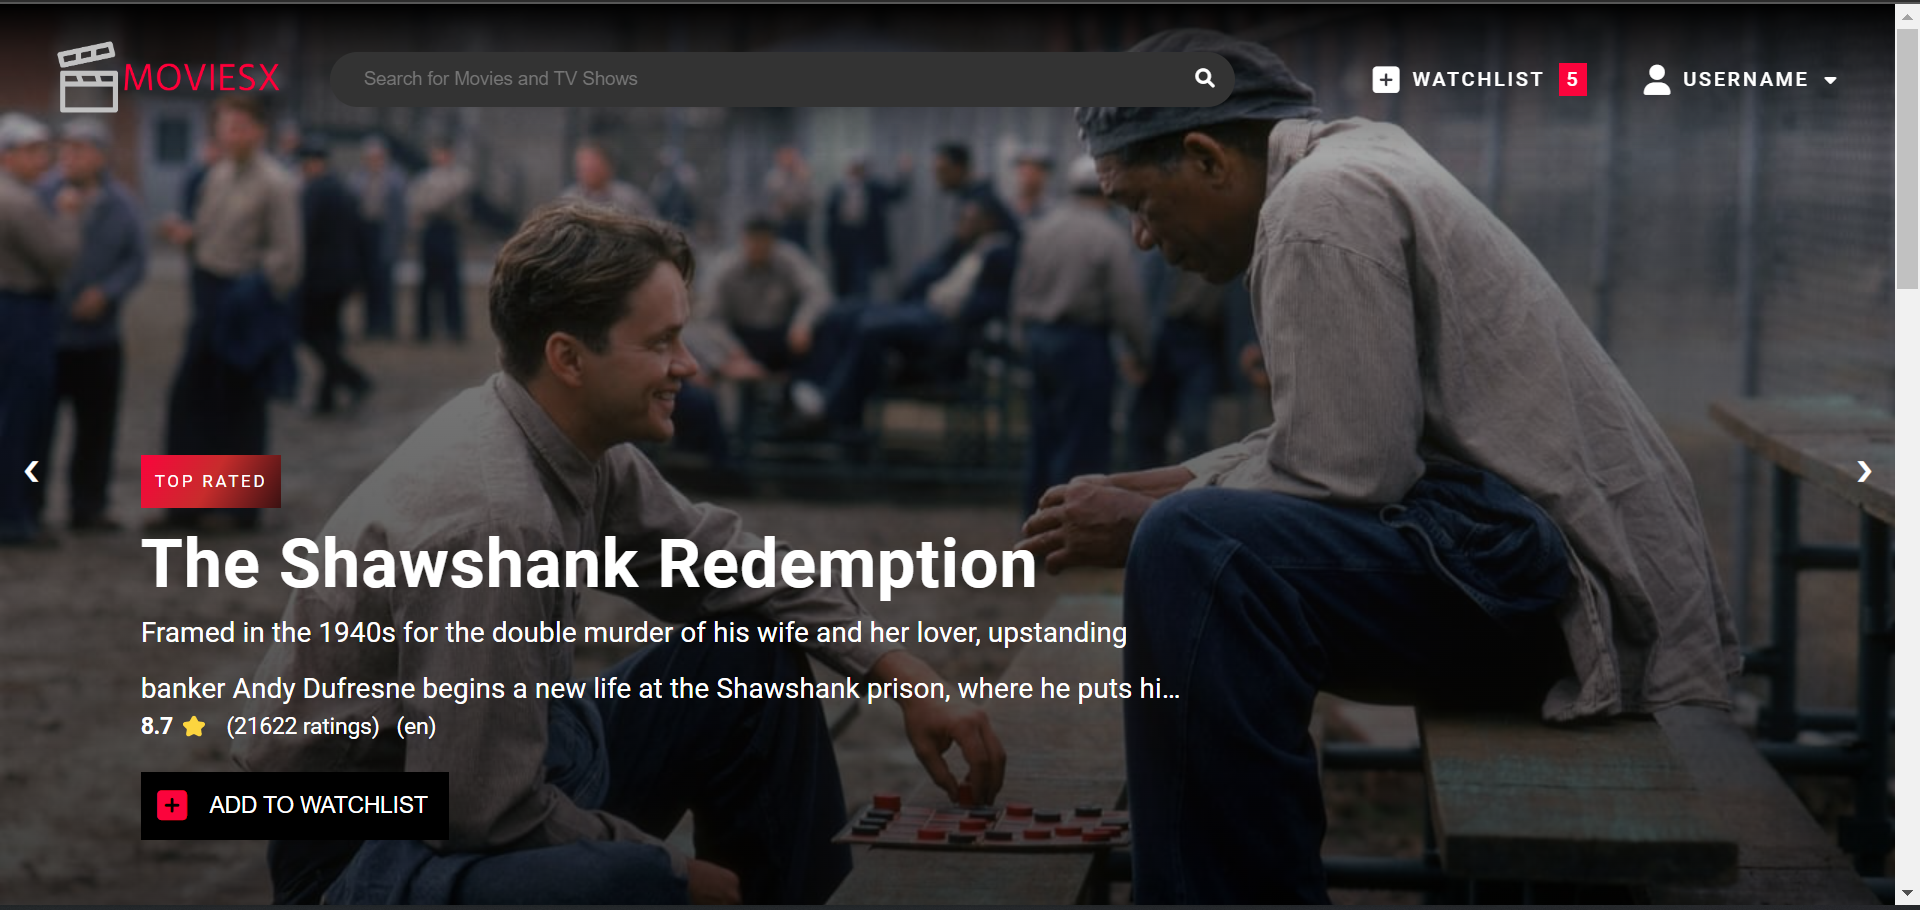 MOVIESX
Search for Movies and TV Shows
WATCHLIST 5
USERNAME
TOP RATED
The Shawshank Redemption
Framed in the 1940s for the double murder of his wife and her lover, upstanding
banker Andy Dufresne begins a new life at the Shawshank prison, where he puts hi...
8.7 (21622 ratings) (en)
ADD TO WATCHLIST